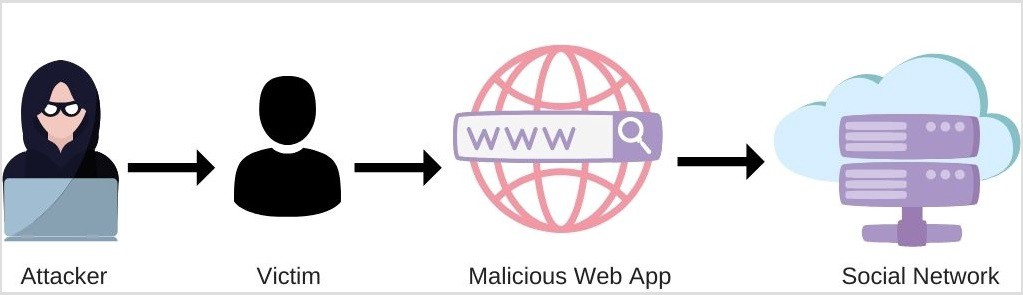 WWW
Attacker
Victim
Malicious Web App
Social Network